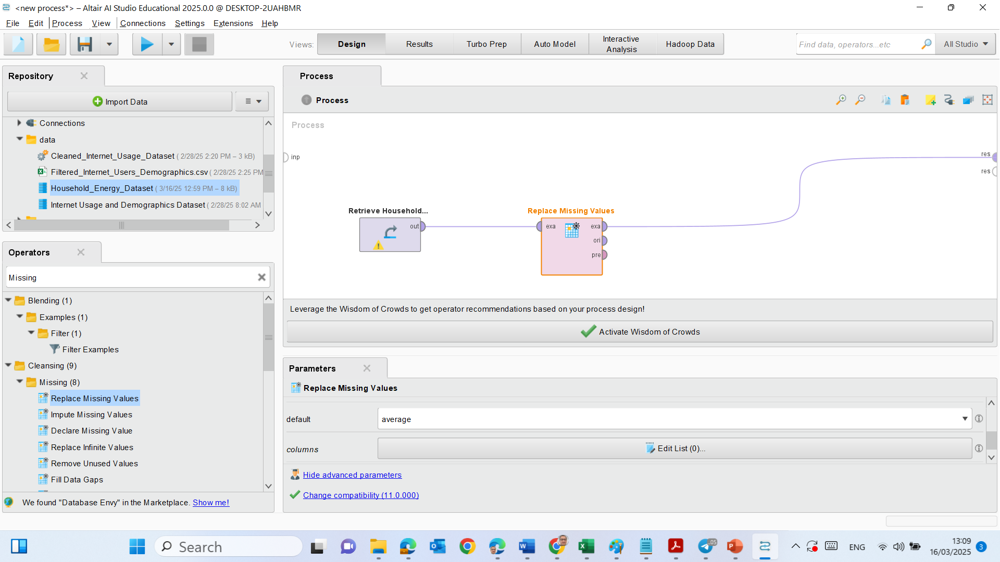 <new process*> – Altair AI Studio Educational 2025.0.0 @ DESKTOP-2UAHBMR
File Edit Process View Connections Settings Extensions Help
Views: Design Results Turbo Prep Auto Model Interactive Analysis Hadoop Data
Find data, operators...etc All Studio
Repository
Import Data
Connections
data
Cleaned_Internet_Usage_Dataset ( 2/28/25 2:20 PM – 3 kB)
Filtered_Internet_Users_Demographics.csv ( 2/28/25 2:25 PM
Household_Energy_Dataset ( 3/16/25 12:59 PM – 8 kB)
Internet Usage and Demographics Dataset ( 2/28/25 8:02 AM
Operators
Missing
Blending (1)
Examples (1)
Filter (1)
Filter Examples
Cleansing (9)
Missing (8)
Replace Missing Values
Impute Missing Values
Declare Missing Value
Replace Infinite Values
Remove Unused Values
Fill Data Gaps
We found "Database Envy" in the Marketplace. Show me!
Process
Process
Process
inp
res
res
Retrieve Household...
out
Replace Missing Values
exa exa
ori
pre
Leverage the Wisdom of Crowds to get operator recommendations based on your process design!
Activate Wisdom of Crowds
Parameters
Replace Missing Values
default average
columns Edit List (0)...
Hide advanced parameters
Change compatibility (11.0.000)
Search
..05
ENG
13:09
16/03/2025
3